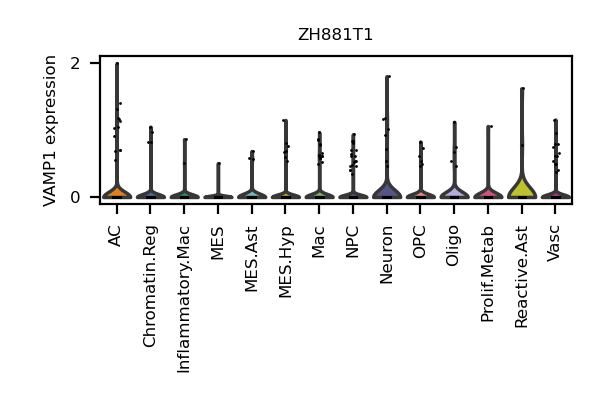 ZH881T1
VAMP1 expression
2
0
AC
Chromatin.Reg
Inflammatory.Mac
MES
MES.Ast
MES.Hyp
Mac
NPC
Neuron
OPC
Oligo
Prolif.Metab
Reactive.Ast
Vasc